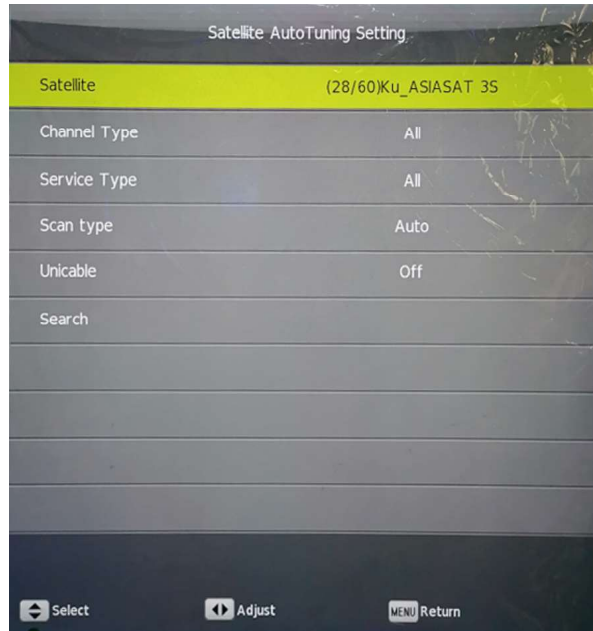 Satellite AutoTuning Setting
Satellite (28/60)Ku_ASIASAT 3S
Channel Type All
Service Type All
Scan type Auto
Unicable Off
Search
Select Adjust MENU Return